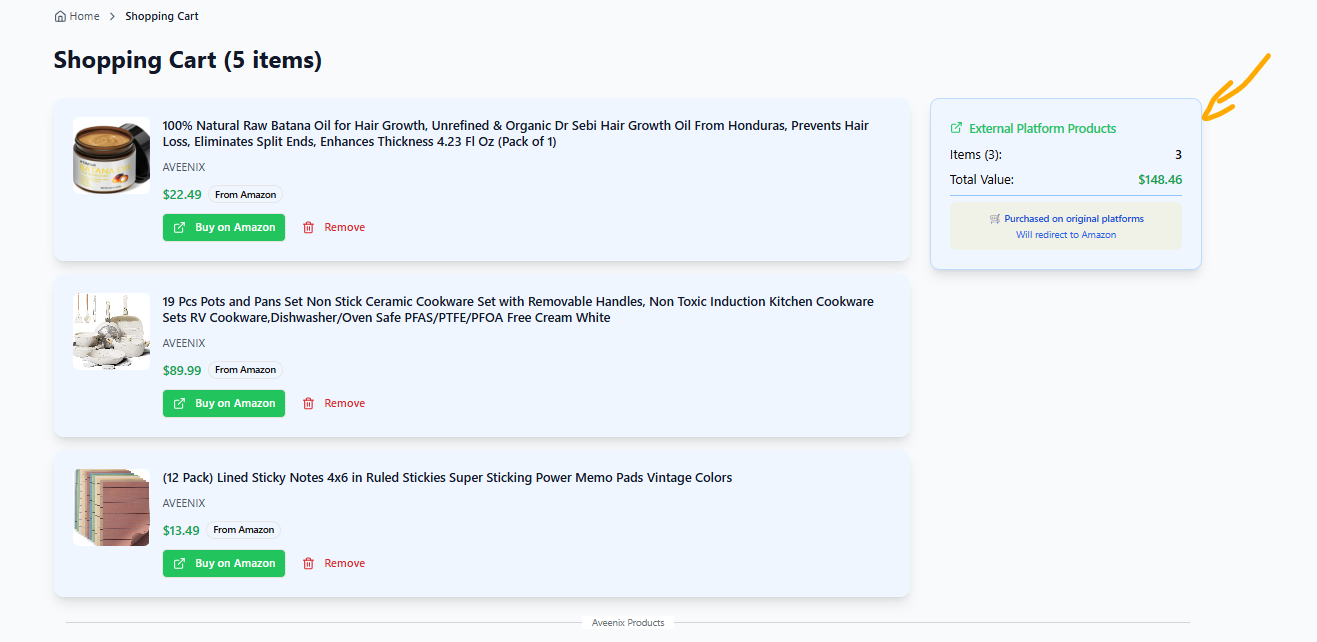 Home > Shopping Cart
Shopping Cart (5 items)
100% Natural Raw Batana Oil for Hair Growth, Unrefined & Organic Dr Sebi Hair Growth Oil From Honduras, Prevents Hair
Loss, Eliminates Split Ends, Enhances Thickness 4.23 Fl Oz (Pack of 1)
AVEENIX
$22.49 From Amazon
Buy on Amazon Remove
19 Pcs Pots and Pans Set Non Stick Ceramic Cookware Set with Removable Handles, Non Toxic Induction Kitchen Cookware
Sets RV Cookware,Dishwasher/Oven Safe PFAS/PTFE/PFOA Free Cream White
AVEENIX
$89.99 From Amazon
Buy on Amazon Remove
(12 Pack) Lined Sticky Notes 4x6 in Ruled Stickies Super Sticking Power Memo Pads Vintage Colors
AVEENIX
$13.49 From Amazon
Buy on Amazon Remove
External Platform Products
Items (3): 3
Total Value: $148.46
Purchased on original platforms
Will redirect to Amazon
Aveenix Products